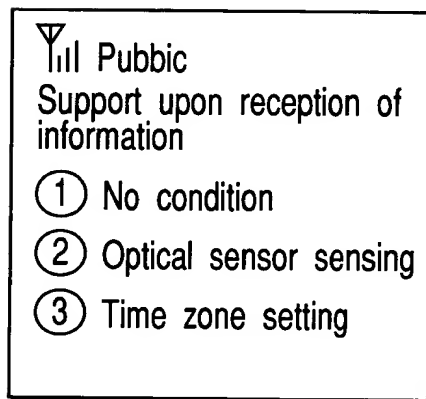 Pubbic
Support upon reception of
information
① No condition
② Optical sensor sensing
③ Time zone setting